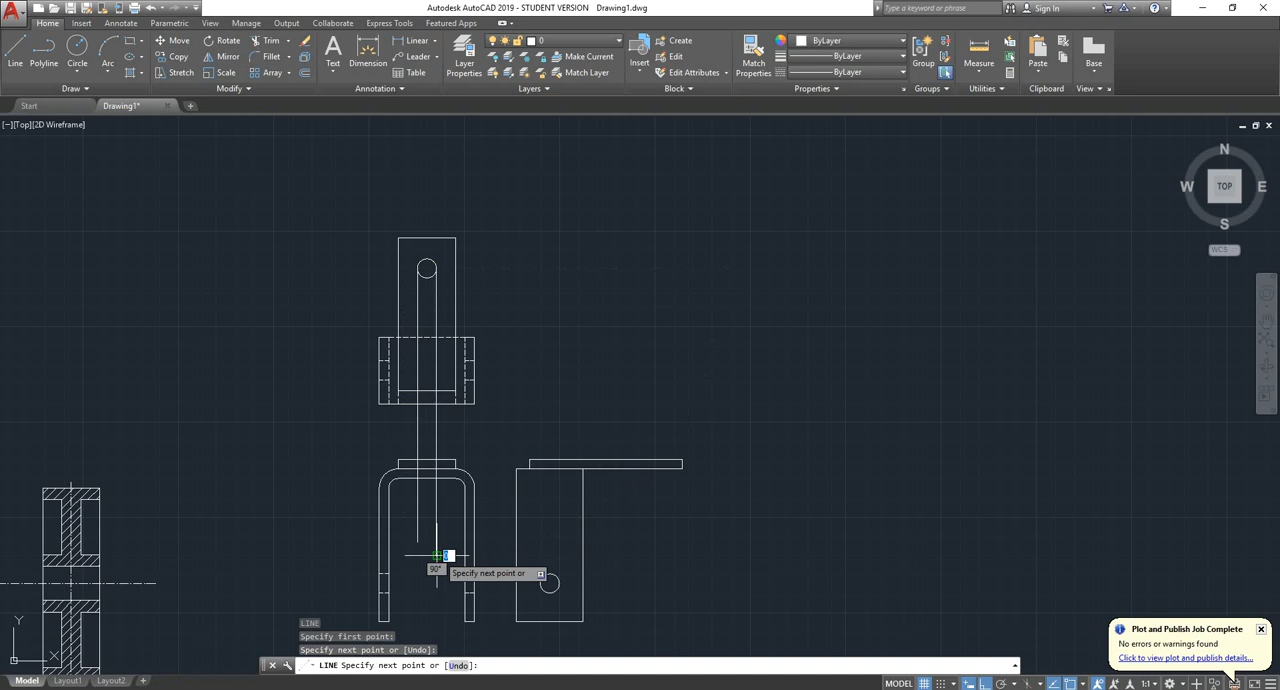 Autodesk AutoCAD 2019 - STUDENT VERSION Drawing1.dwg
Type a keyword or phrase
Sign In
Home Insert Annotate Parametric View Manage Output Collaborate Express Tools Featured Apps
Line
Polyline
Circle
Arc
Move
Copy
Stretch
Rotate
Mirror
Scale
Trim
Fillet
Array
Text
Dimension
Linear
Leader
Table
Layer
Properties
0
Make Current
Match Layer
Insert
Create
Edit
Edit Attributes
Match
Properties
ByLayer
ByLayer
ByLayer
Group
Measure
Paste
Base
Draw Modify Annotation Layers Block Properties Groups Utilities Clipboard View
Start
Drawing1*
[−][Top][2D Wireframe]
N
W TOP E
S
WCS
90°
Specify next point or
LINE
Specify first point:
Specify next point or [Undo]:
LINE Specify next point or [Undo]:
Y
X
Plot and Publish Job Complete
No errors or warnings found
Click to view plot and publish details...
Model Layout1 Layout2
MODEL
1:1